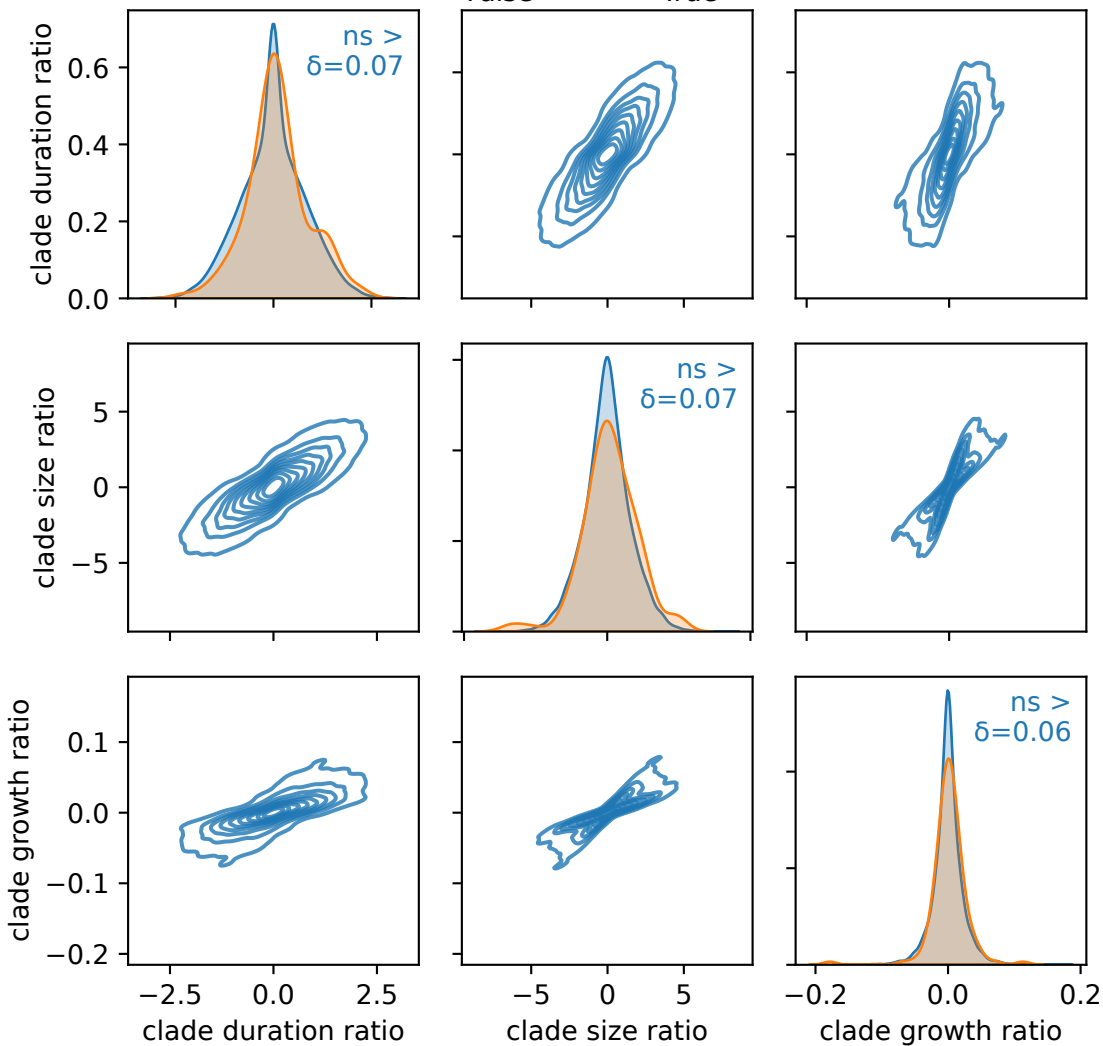 ns >
δ=0.07
clade duration ratio
0.6
0.4
0.2
0.0
ns >
δ=0.07
clade size ratio
5
0
−5
ns >
δ=0.06
clade growth ratio
0.1
0.0
−0.1
−0.2
−2.5 0.0 2.5 −5 0 5 −0.2 0.0 0.2
clade duration ratio clade size ratio clade growth ratio